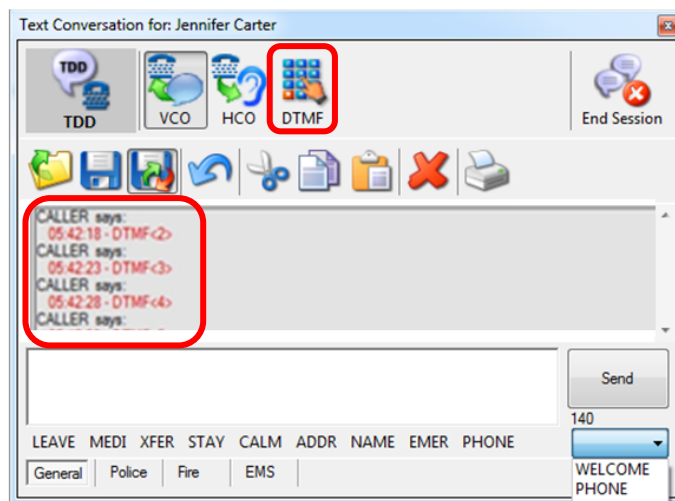 Text Conversation for: Jennifer Carter
TDD
TDD
VCO
HCO
DTMF
End Session
CALLER says:
05:42:18 - DTMF<2>
CALLER says:
05:42:23 - DTMF<3>
CALLER says:
05:42:28 - DTMF<4>
CALLER says:
Send
140
LEAVE MEDI XFER STAY CALM ADDR NAME EMER PHONE
General Police Fire EMS
WELCOME
PHONE